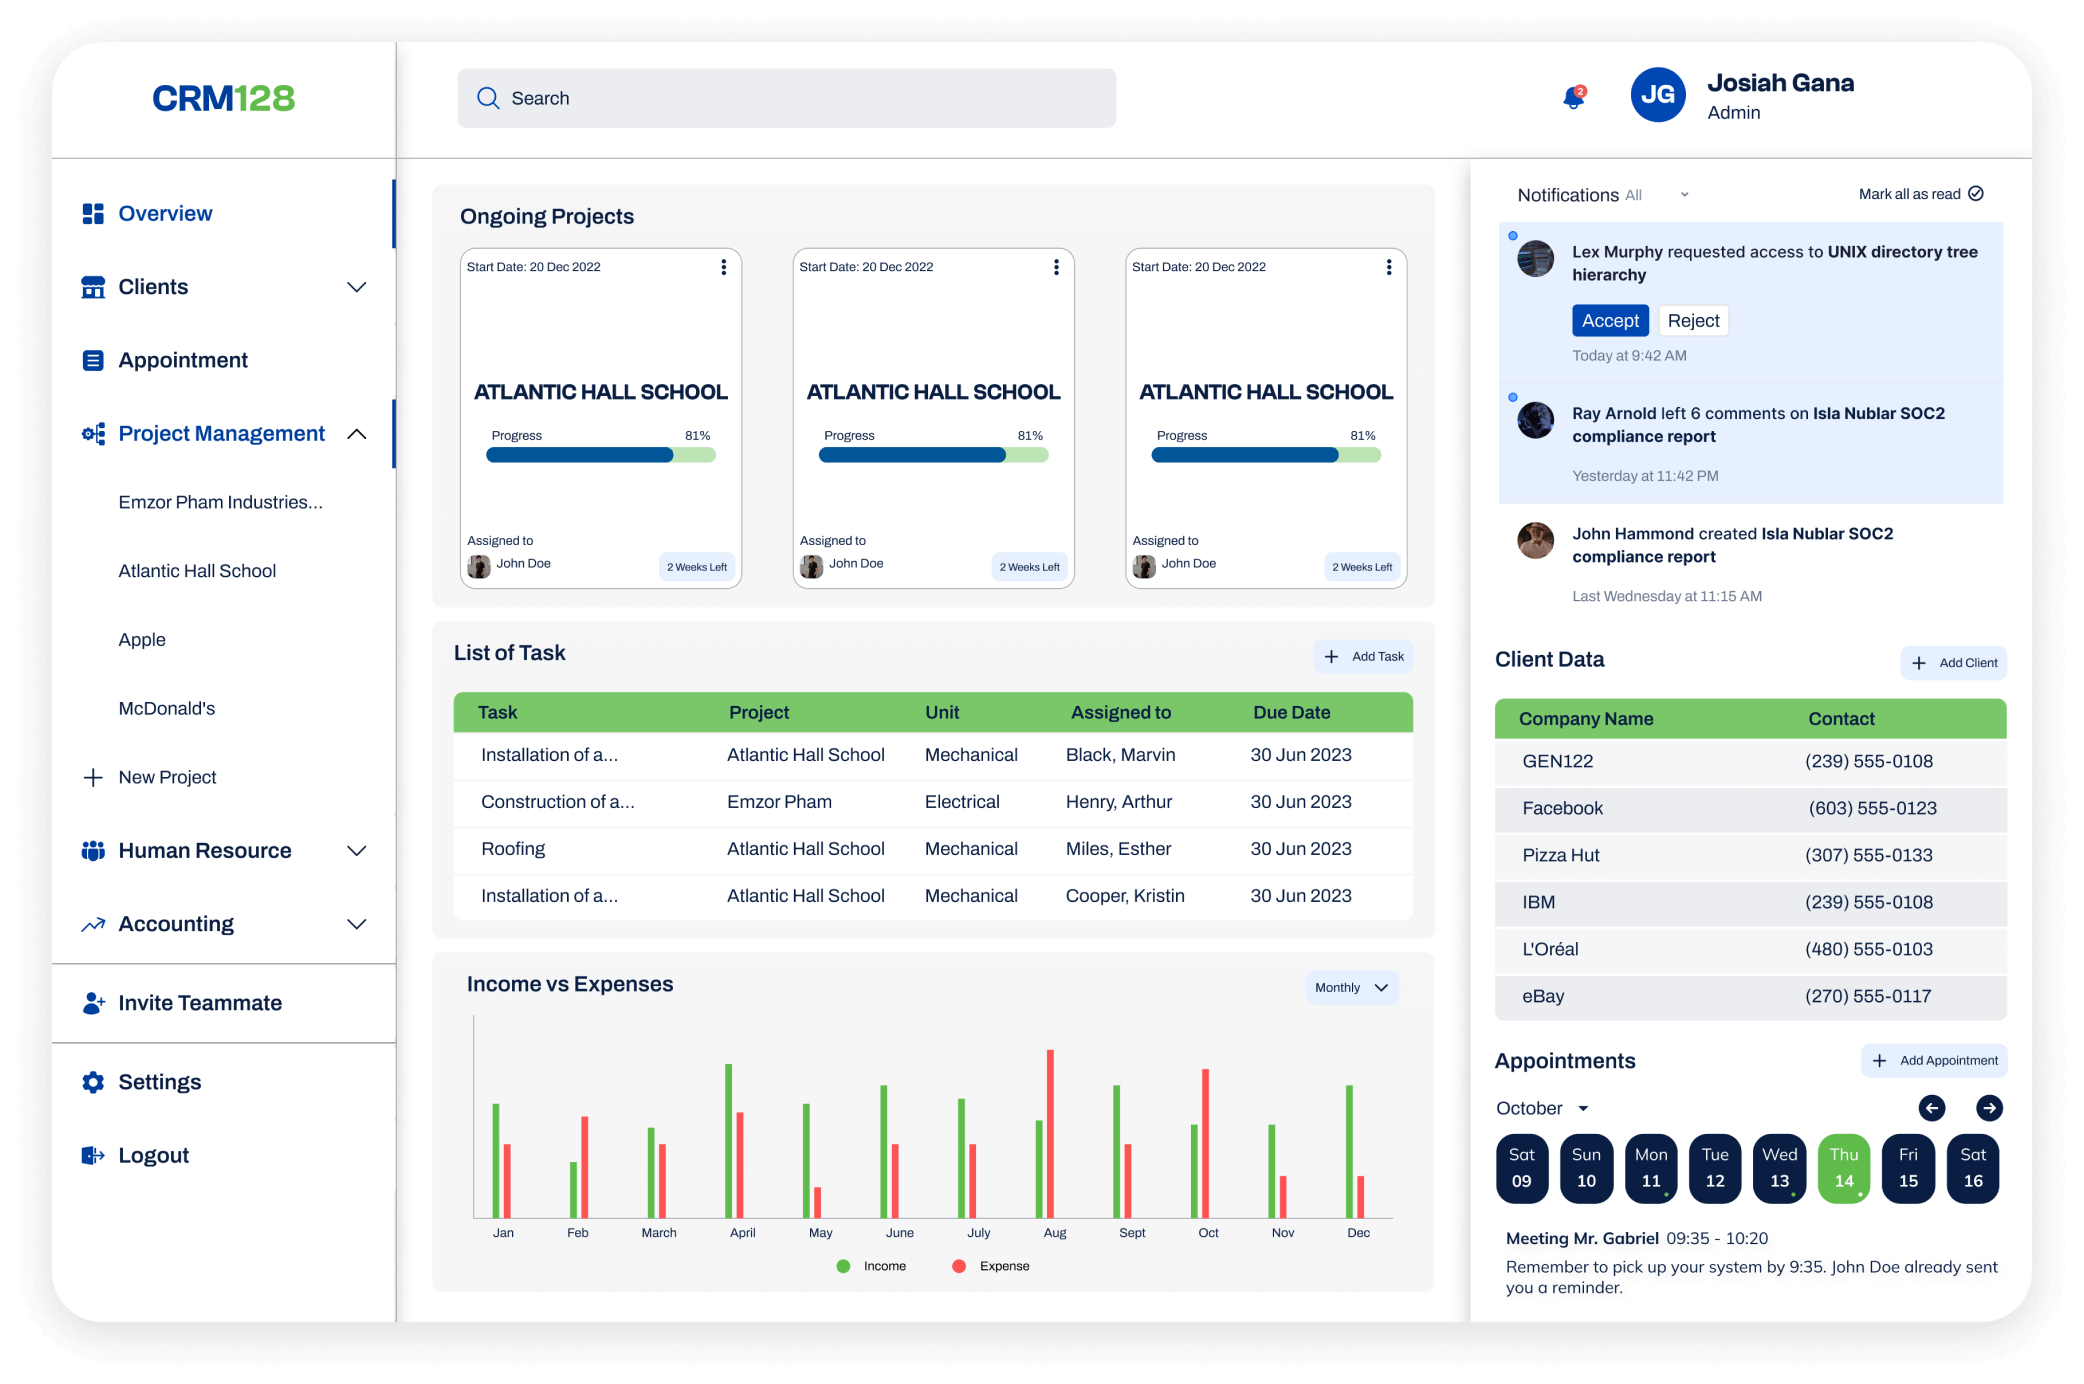 CRM128
Search
2
JG
Josiah Gana
Admin
Overview
Clients
Appointment
Project Management
Emzor Pham Industries...
Atlantic Hall School
Apple
McDonald's
New Project
Human Resource
Accounting
Invite Teammate
Settings
Logout
Ongoing Projects
Start Date: 20 Dec 2022
ATLANTIC HALL SCHOOL
Progress 81%
Assigned to
John Doe
2 Weeks Left
Start Date: 20 Dec 2022
ATLANTIC HALL SCHOOL
Progress 81%
Assigned to
John Doe
2 Weeks Left
Start Date: 20 Dec 2022
ATLANTIC HALL SCHOOL
Progress 81%
Assigned to
John Doe
2 Weeks Left
List of Task
Add Task
Task Project Unit Assigned to Due Date
Installation of a... Atlantic Hall School Mechanical Black, Marvin 30 Jun 2023
Construction of a... Emzor Pham Electrical Henry, Arthur 30 Jun 2023
Roofing Atlantic Hall School Mechanical Miles, Esther 30 Jun 2023
Installation of a... Atlantic Hall School Mechanical Cooper, Kristin 30 Jun 2023
Income vs Expenses
Monthly
Jan Feb March April May June July Aug Sept Oct Nov Dec
Income Expense
Notifications All
Mark all as read
Lex Murphy requested access to UNIX directory tree
hierarchy
Accept Reject
Today at 9:42 AM
Ray Arnold left 6 comments on Isla Nublar SOC2
compliance report
Yesterday at 11:42 PM
John Hammond created Isla Nublar SOC2
compliance report
Last Wednesday at 11:15 AM
Client Data
Add Client
Company Name Contact
GEN122 (239) 555-0108
Facebook (603) 555-0123
Pizza Hut (307) 555-0133
IBM (239) 555-0108
L'Oréal (480) 555-0103
eBay (270) 555-0117
Appointments
Add Appointment
October
Sat Sun Mon Tue Wed Thu Fri Sat
09 10 11 12 13 14 15 16
Meeting Mr. Gabriel 09:35 - 10:20
Remember to pick up your system by 9:35. John Doe already sent
you a reminder.